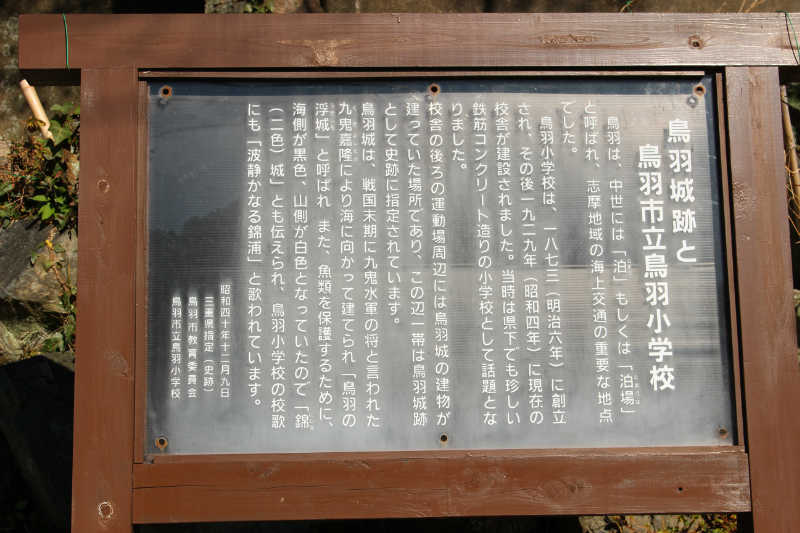 鳥羽城跡と
鳥羽市立鳥羽小学校
鳥羽は、中世には「泊」もしくは「泊場」
と呼ばれ、志摩地域の海上交通の重要な地点
でした。
鳥羽小学校は、一八七三(明治六年)に創立
され、その後一九二九年(昭和四年)に現在の
校舎が建設されました。当時は県下でも珍しい
鉄筋コンクリート造りの小学校として話題とな
りました。
校舎の後ろの運動場周辺には鳥羽城の建物が
建っていた場所であり、この辺一帯は鳥羽城跡
として史跡に指定されています。
鳥羽城は、戦国末期に九鬼水軍の将と言われた
九鬼嘉隆により海に向かって建てられ「鳥羽の
浮城」と呼ばれ また、魚類を保護するために、
海側が黒色、山側が白色となっていたので「錦
(二色)城」とも伝えられ、鳥羽小学校の校歌
にも「波静かなる錦浦」と歌われています。
昭和四十年十二月九日
三重県指定(史跡)
鳥羽市教育委員会
鳥羽市立鳥羽小学校